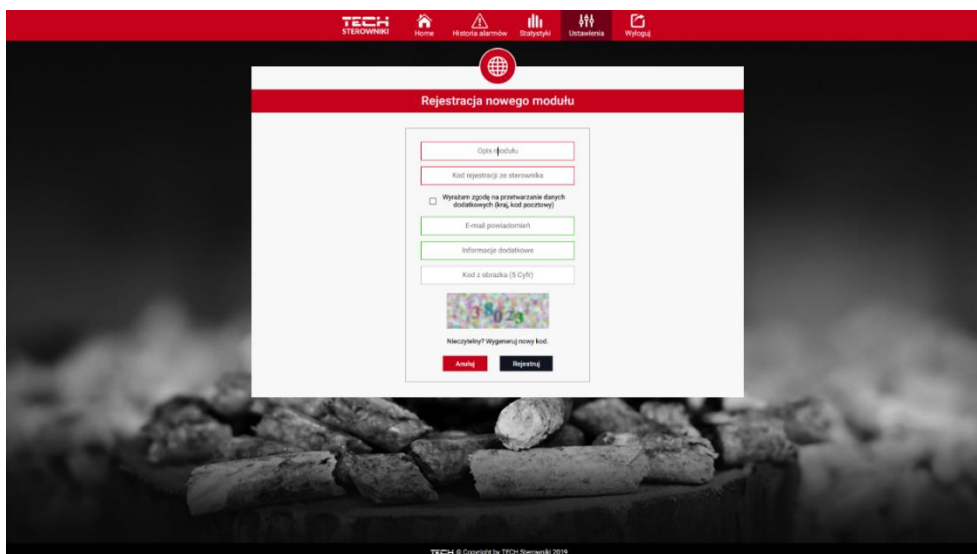 TECH
STEROWNIKI
Home
Historia alarmów
Statystyki
Ustawienia
Wyloguj
Rejestracja nowego modułu
Opis modułu
Kod rejestracji ze sterownika
Wyrażam zgodę na przetwarzanie danych
dodatkowych (kraj, kod pocztowy)
E-mail powiadomień
Informacje dodatkowe
Kod z obrazka (5 Cyfr)
38023
Nieczytelny? Wygeneruj nowy kod.
Anuluj
Rejestruj
TECH © Copyright by TECH Sterowniki 2019